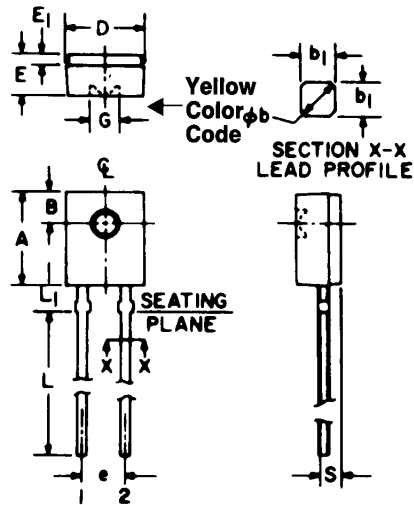 E₁
D
E
G
Yellow
Color
Code
ϕb
b₁
b₁
SECTION X-X
LEAD PROFILE
℄
B
A
L₁
SEATING
PLANE
X
X
L
e
S
1
2